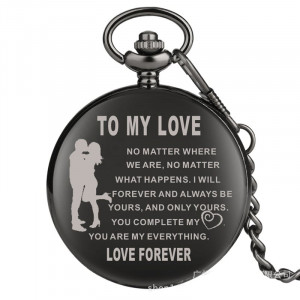 TO MY LOVE
NO MATTER WHERE
WE ARE, NO MATTER
WHAT HAPPENS. I WILL
FOREVER AND ALWAYS BE
YOURS, AND ONLY YOURS.
YOU COMPLETE MY
YOU ARE MY EVERYTHING.
LOVE FOREVER